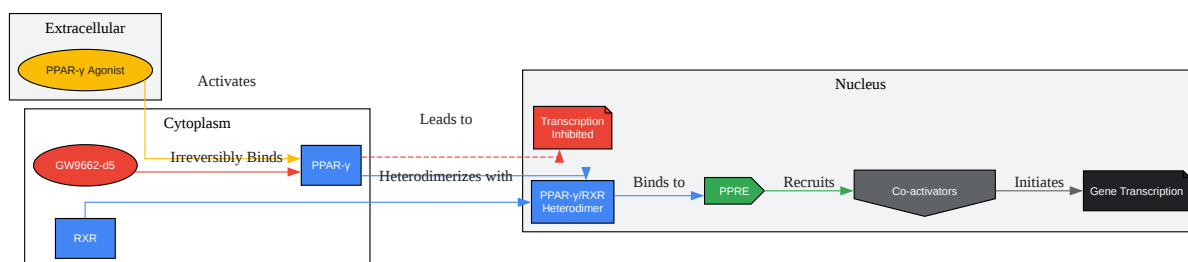 Extracellular
PPAR-γ Agonist
Activates
Cytoplasm
GW9662-d5
Irreversibly Binds
PPAR-γ
RXR
Leads to
Heterodimerizes with
Nucleus
Transcription
Inhibited
PPAR-γ/RXR
Heterodimer
Binds to
PPRE
Recruits
Co-activators
Initiates
Gene Transcription